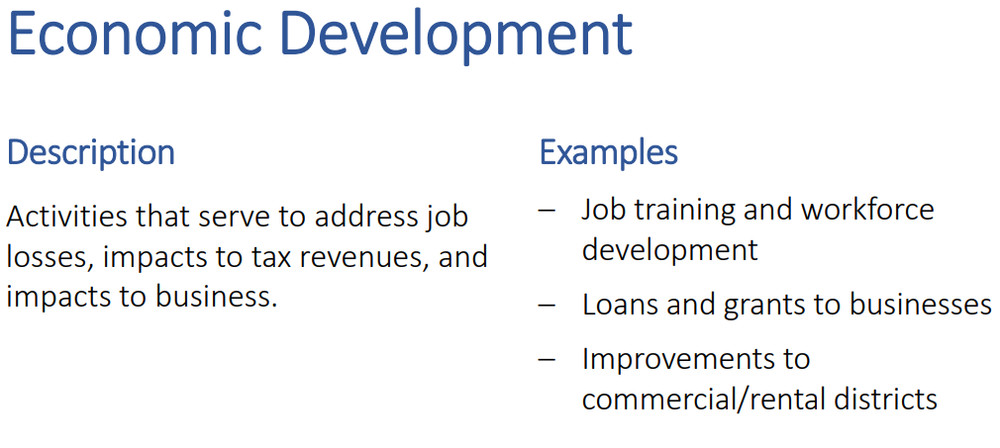 Economic Development
Description
Activities that serve to address job
losses, impacts to tax revenues, and
impacts to business.
Examples
– Job training and workforce
development
– Loans and grants to businesses
– Improvements to
commercial/rental districts